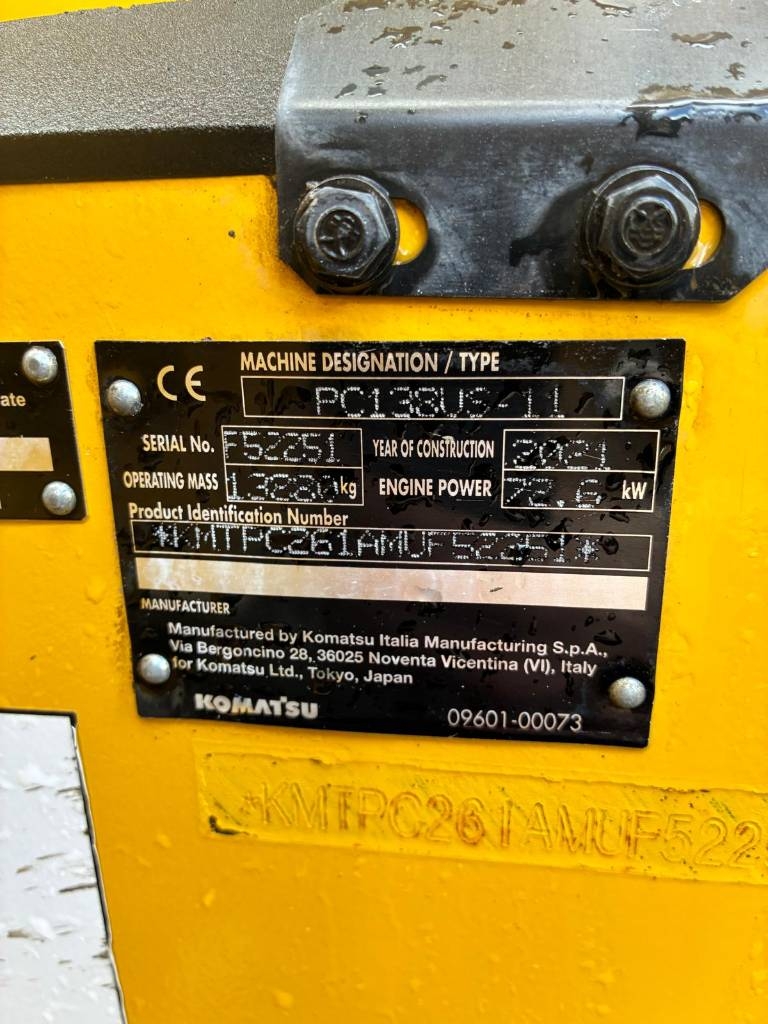 ate
CE
MACHINE DESIGNATION / TYPE
PC138US-11
SERIAL No. F52251 YEAR OF CONSTRUCTION 2021
OPERATING MASS 13880 kg ENGINE POWER 72.6 kW
Product Identification Number
*KMTPC261AMUF52251*
MANUFACTURER
Manufactured by Komatsu Italia Manufacturing S.p.A.,
Via Bergoncino 28, 36025 Noventa Vicentina (VI), Italy
for Komatsu Ltd., Tokyo, Japan
KOMATSU
09601-00073
*KMTPC261AMUF522